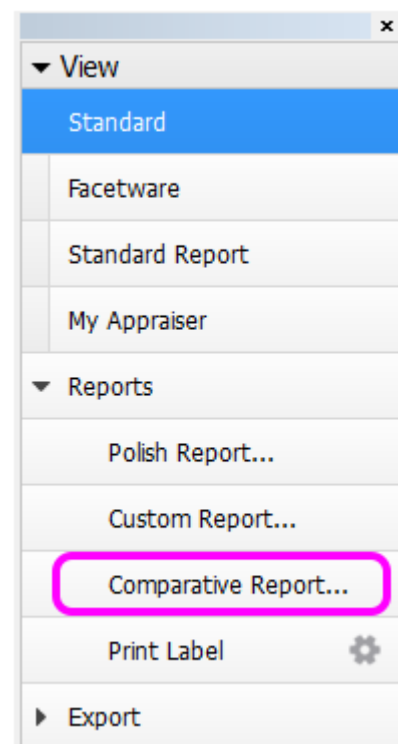 View
Standard
Facetware
Standard Report
My Appraiser
Reports
Polish Report...
Custom Report...
Comparative Report...
Print Label
Export